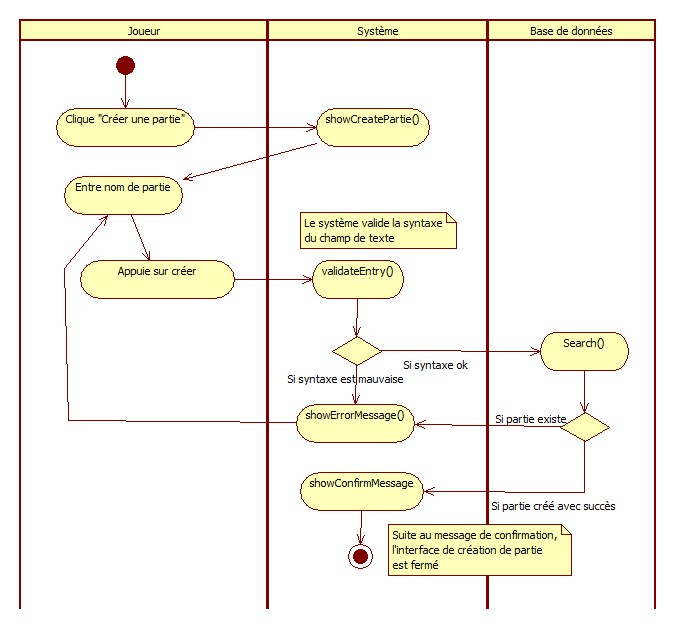 Joueur
Système
Base de données
Clique "Créer une partie"
showCreatePartie()
Entre nom de partie
Le système valide la syntaxe
du champ de texte
Appuie sur créer
validateEntry()
Search()
Si syntaxe ok
Si syntaxe est mauvaise
showErrorMessage()
Si partie existe
showConfirmMessage
Si partie créé avec succès
Suite au message de confirmation,
l'interface de création de partie
est fermé